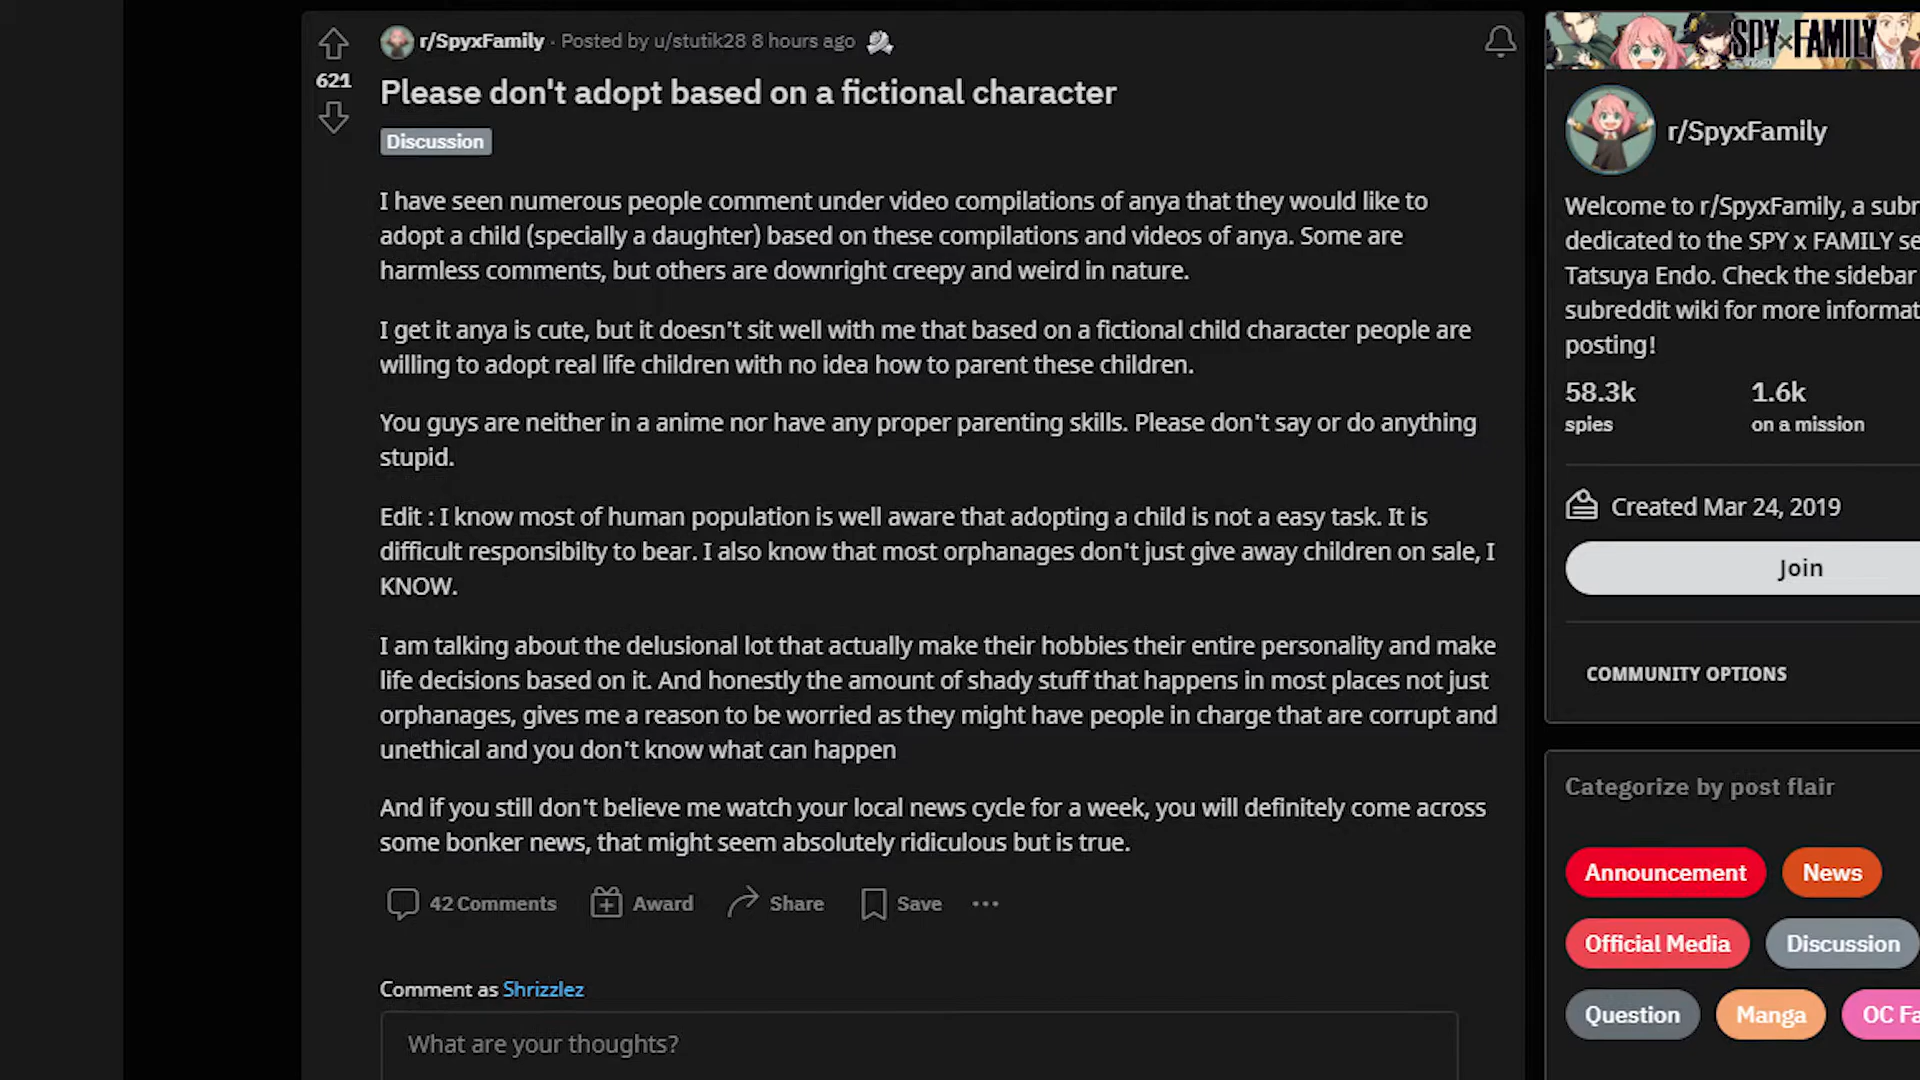 r/SpyxFamily · Posted by u/stutik28 8 hours ago
621
Please don't adopt based on a fictional character
Discussion
I have seen numerous people comment under video compilations of anya that they would like to
adopt a child (specially a daughter) based on these compilations and videos of anya. Some are
harmless comments, but others are downright creepy and weird in nature.
I get it anya is cute, but it doesn't sit well with me that based on a fictional child character people are
willing to adopt real life children with no idea how to parent these children.
You guys are neither in a anime nor have any proper parenting skills. Please don't say or do anything
stupid.
Edit : I know most of human population is well aware that adopting a child is not a easy task. It is
difficult responsibilty to bear. I also know that most orphanages don't just give away children on sale, I
KNOW.
I am talking about the delusional lot that actually make their hobbies their entire personality and make
life decisions based on it. And honestly the amount of shady stuff that happens in most places not just
orphanages, gives me a reason to be worried as they might have people in charge that are corrupt and
unethical and you don't know what can happen
And if you still don't believe me watch your local news cycle for a week, you will definitely come across
some bonker news, that might seem absolutely ridiculous but is true.
42 Comments Award Share Save
Comment as Shrizzlez
What are your thoughts?
SPY×FAMILY
r/SpyxFamily
Welcome to r/SpyxFamily, a subr
dedicated to the SPY x FAMILY se
Tatsuya Endo. Check the sidebar
subreddit wiki for more informat
posting!
58.3k 1.6k
spies on a mission
Created Mar 24, 2019
Join
COMMUNITY OPTIONS
Categorize by post flair
Announcement News
Official Media Discussion
Question Manga OC Fa